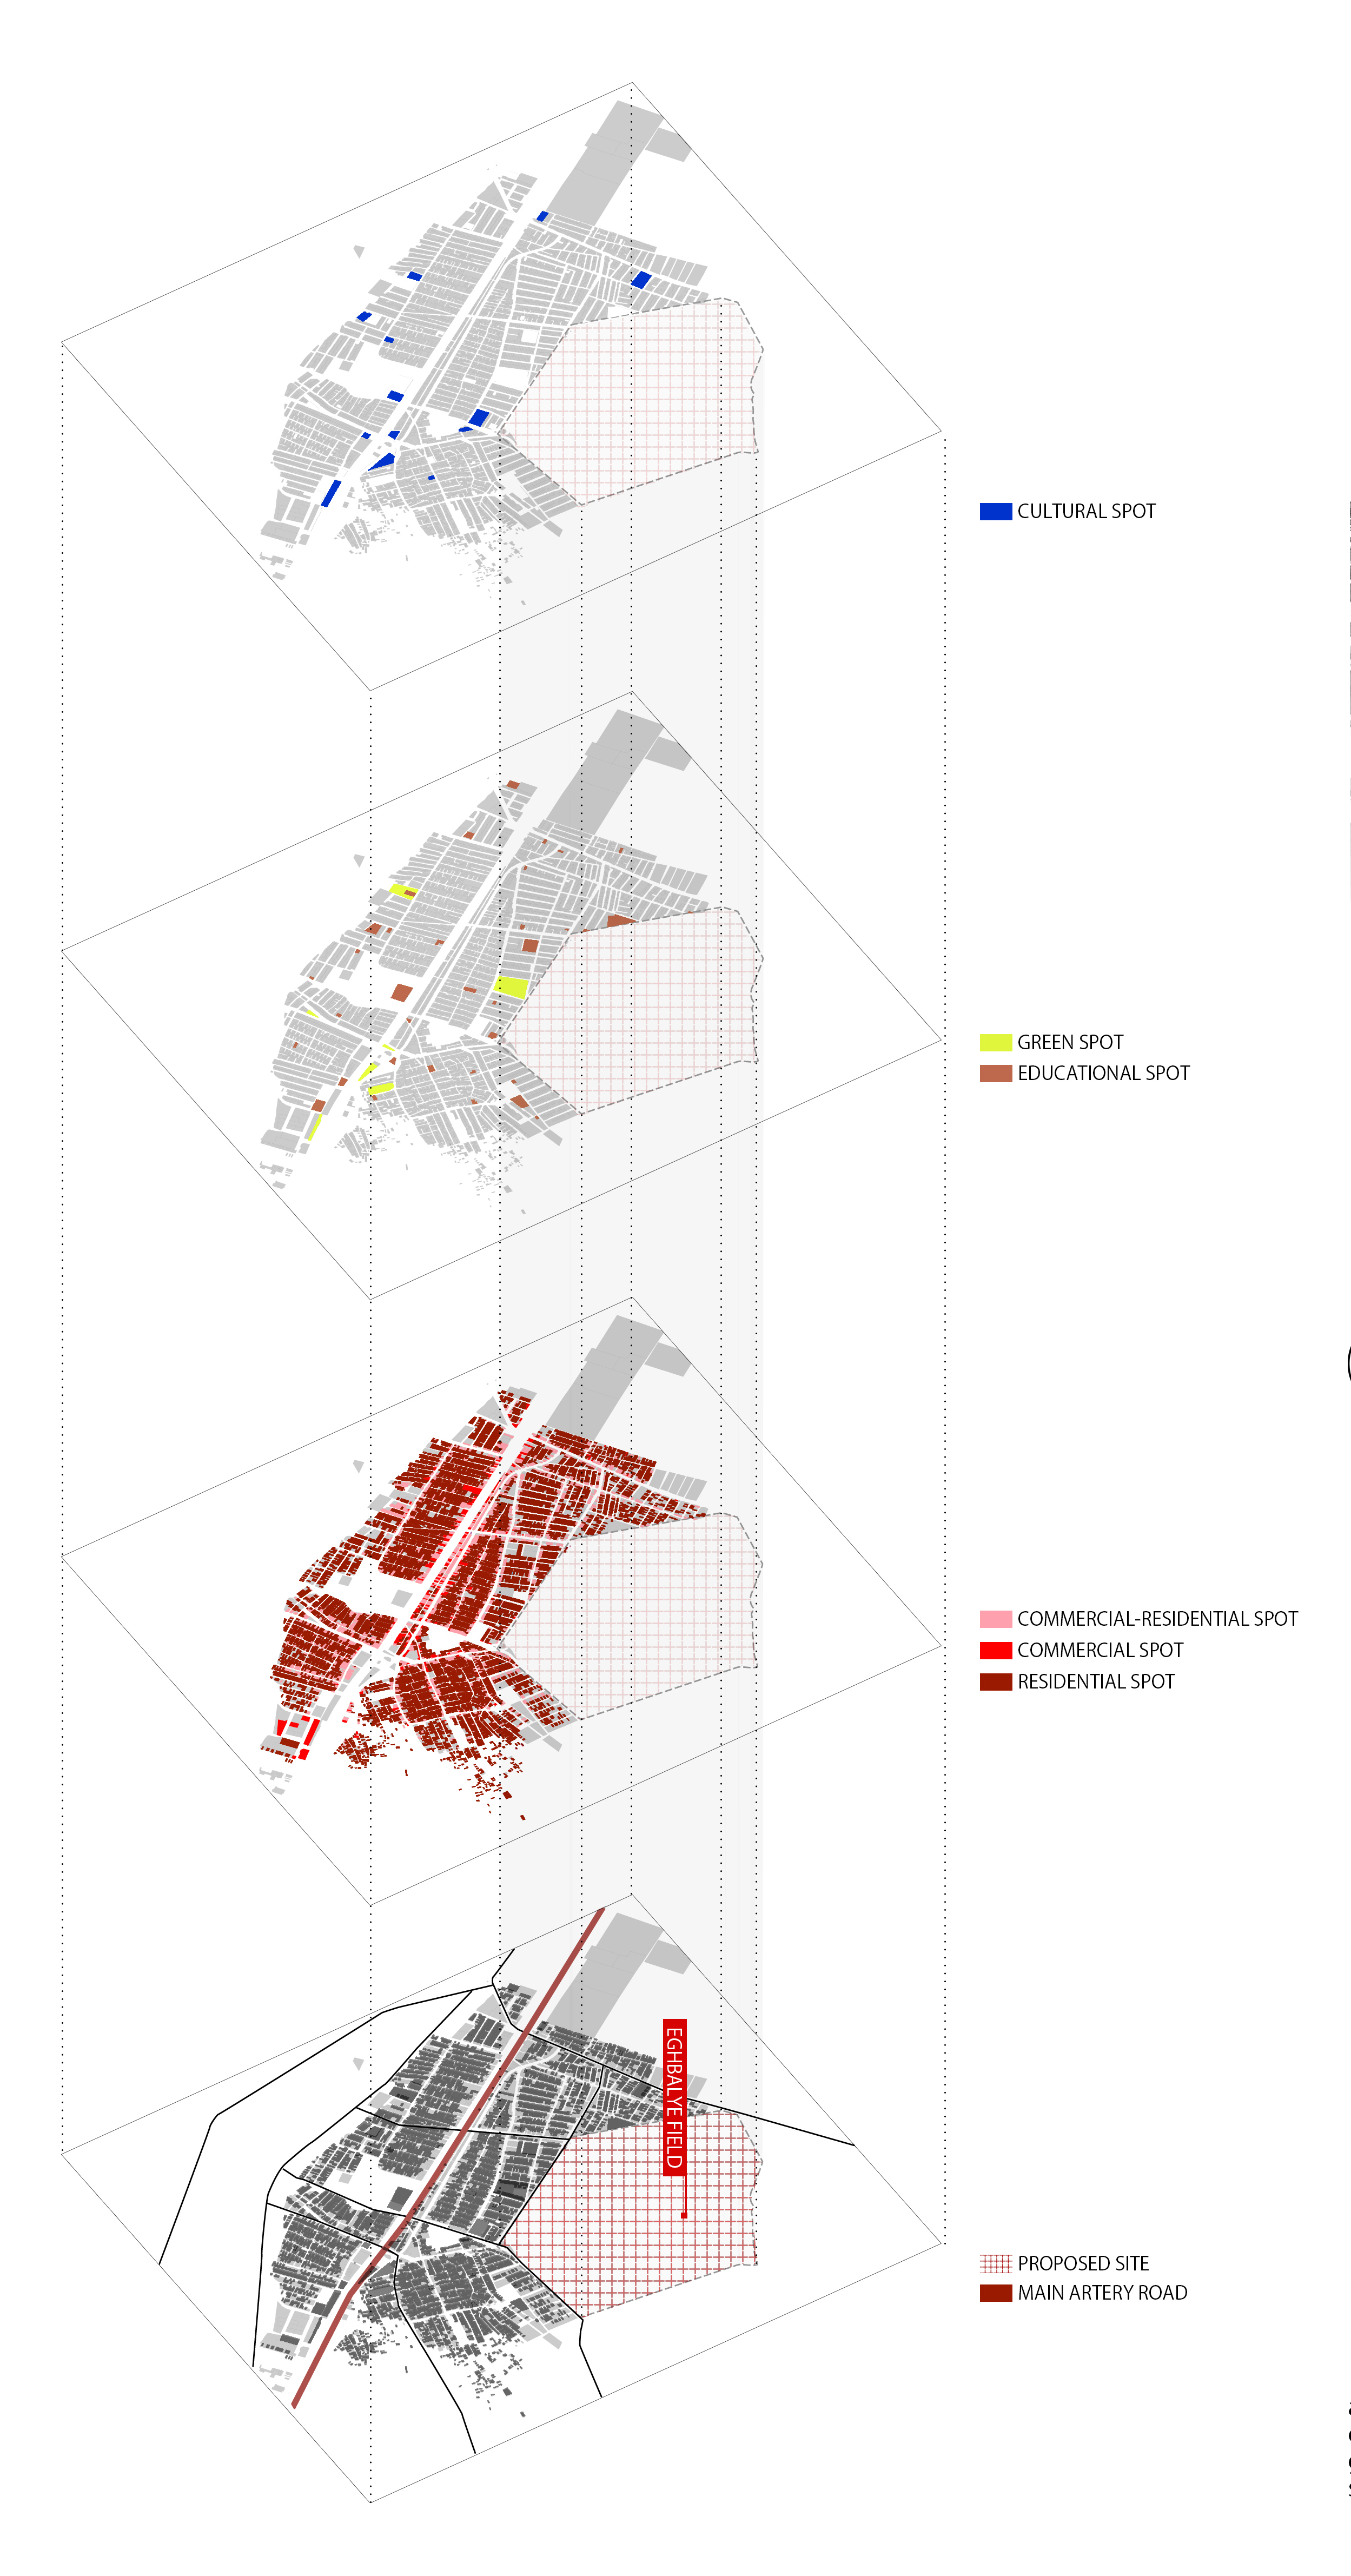 CULTURAL SPOT
GREEN SPOT
EDUCATIONAL SPOT
COMMERCIAL-RESIDENTIAL SPOT
COMMERCIAL SPOT
RESIDENTIAL SPOT
EGHBALYE FIELD
PROPOSED SITE
MAIN ARTERY ROAD